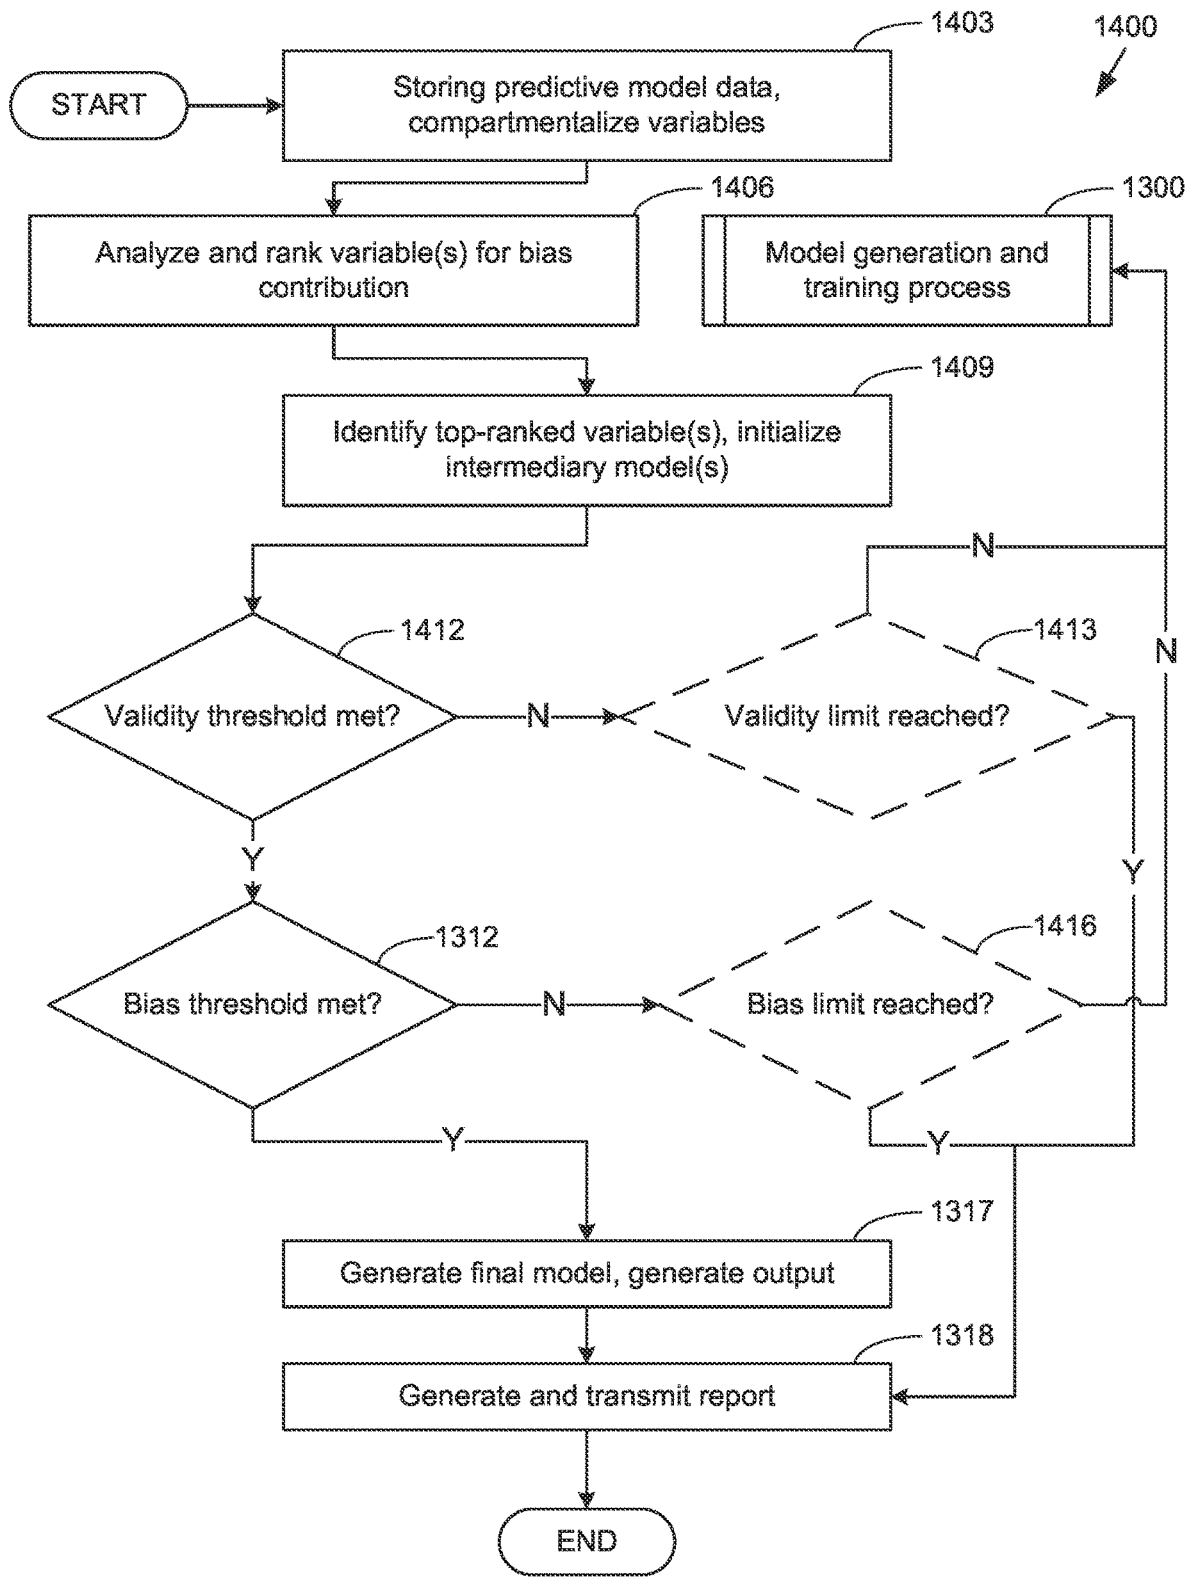 1403
1400
START
Storing predictive model data,
compartmentalize variables
1406
1300
Analyze and rank variable(s) for bias
contribution
Model generation and
training process
1409
Identify top-ranked variable(s), initialize
intermediary model(s)
N
1412
1413
N
Validity threshold met?
N
Validity limit reached?
Y
Y
1312
1416
Bias threshold met?
N
Bias limit reached?
Y
Y
1317
Generate final model, generate output
1318
Generate and transmit report
END